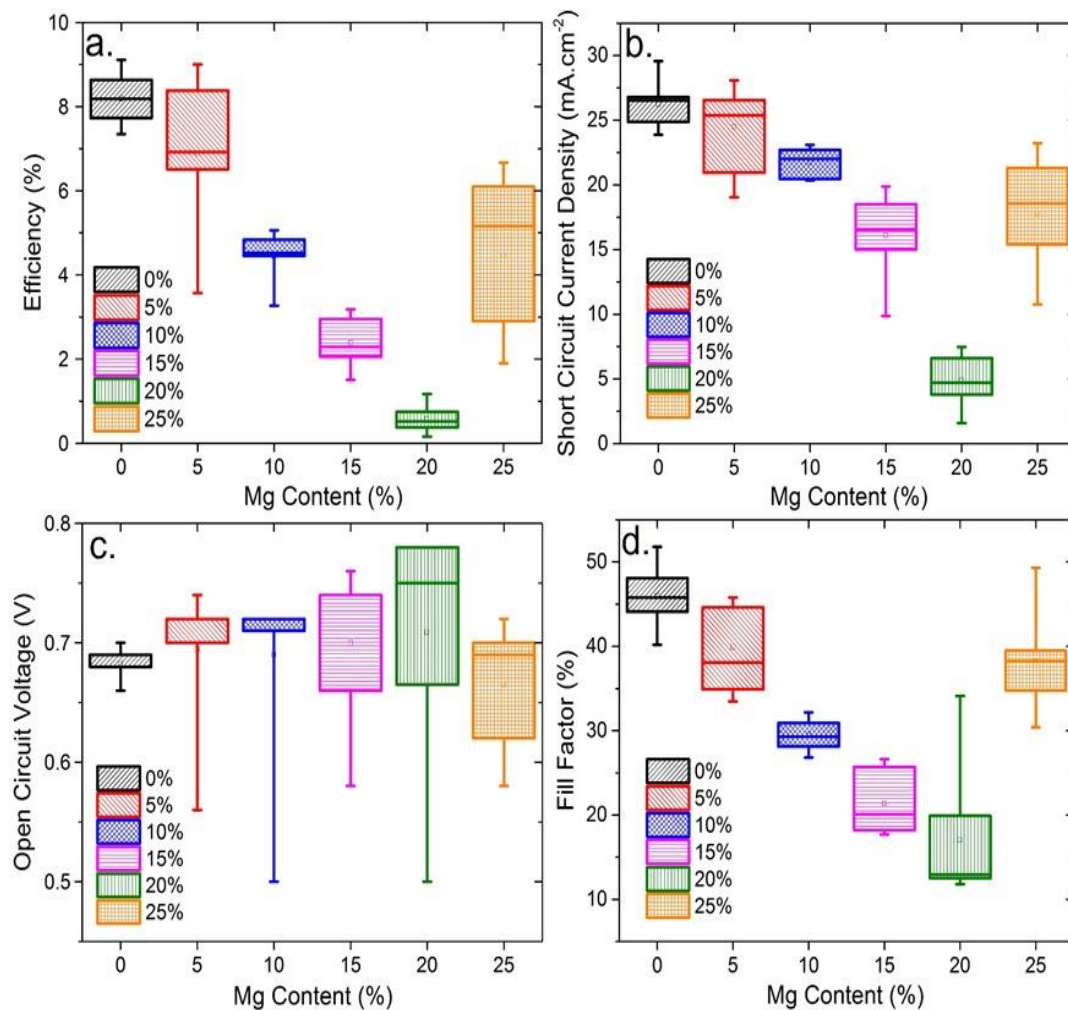 a.
Efficiency (%)
10
8
6
4
2
0
0%
5%
10%
15%
20%
25%
0 5 10 15 20 25
Mg Content (%)
b.
Short Circuit Current Density (mA.cm⁻²)
30
25
20
15
10
5
0
0%
5%
10%
15%
20%
25%
0 5 10 15 20 25
Mg Content (%)
c.
Open Circuit Voltage (V)
0.8
0.7
0.6
0.5
0%
5%
10%
15%
20%
25%
0 5 10 15 20 25
Mg Content (%)
d.
Fill Factor (%)
50
40
30
20
10
0%
5%
10%
15%
20%
25%
0 5 10 15 20 25
Mg Content (%)